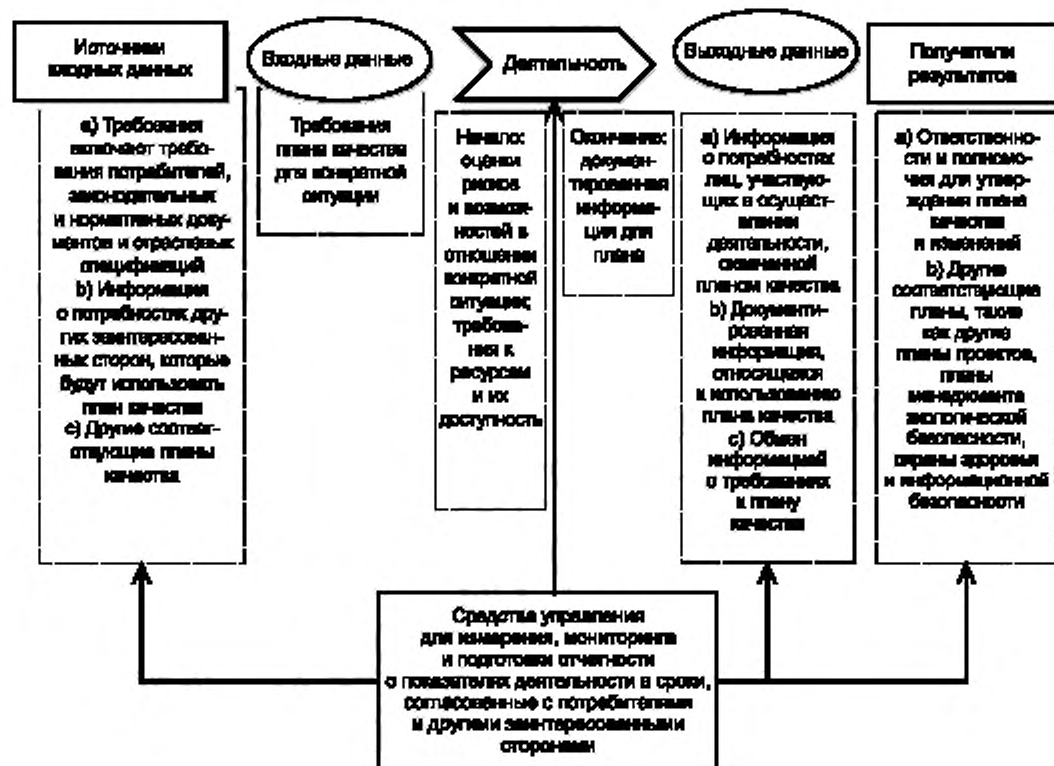 Источники
входных данных
Входные данные
Деятельность
Выходные данные
Получатели
результатов
а) Требования
включают требо-
вания потребителей,
законодательных
и нормативных доку-
ментов и отраслевых
спецификаций
b) Информация
о потребностях дру-
гих заинтересован-
ных сторон, которые
будут использовать
план качества
c) Другие соответ-
ствующие планы
качества
Требования
плана качества
для конкретной
ситуации
Начало:
оценки
рисков
и возмож-
ностей в
отношении
конкретной
ситуации;
требова-
ния к
ресурсам
и их
доступность
Окончание:
докумен-
тированная
информа-
ция для
плана
а) Информация
о потребностях
лиц, участвую-
щих в осущест-
влении
деятельности,
охваченной
планом качества
b) Документи-
рованная
информация,
относящаяся
к использованию
плана качества
c) Обмен
информацией
о требованиях
к плану
качества
а) Ответственно-
сти и полномо-
чия для утвер-
ждения плана
качества
и изменений
b) Другие
соответствующие
планы, такие
как другие
планы проектов,
планы
менеджмента
экологической
безопасности,
охраны здоровья
и информационной
безопасности
Средства управления
для измерения, мониторинга
и подготовки отчетности
о показателях деятельности в сроки,
согласованные с потребителями
и другими заинтересованными
сторонами